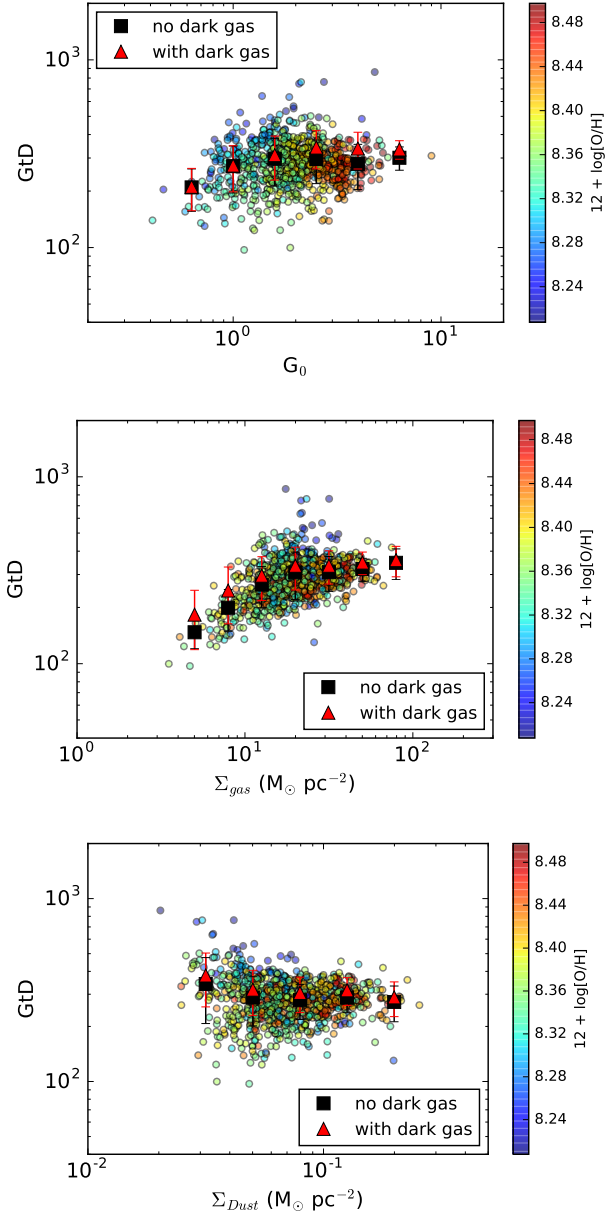 no dark gas
with dark gas
10³
10²
GtD
10⁰
10¹
G₀
8.48
8.44
8.40
8.36
8.32
8.28
8.24
12 + log[O/H]
10³
10²
GtD
no dark gas
with dark gas
10⁰
10¹
10²
Σgas (M⊙ pc⁻²)
8.48
8.44
8.40
8.36
8.32
8.28
8.24
12 + log[O/H]
10³
10²
GtD
no dark gas
with dark gas
10⁻²
10⁻¹
ΣDust (M⊙ pc⁻²)
8.48
8.44
8.40
8.36
8.32
8.28
8.24
12 + log[O/H]